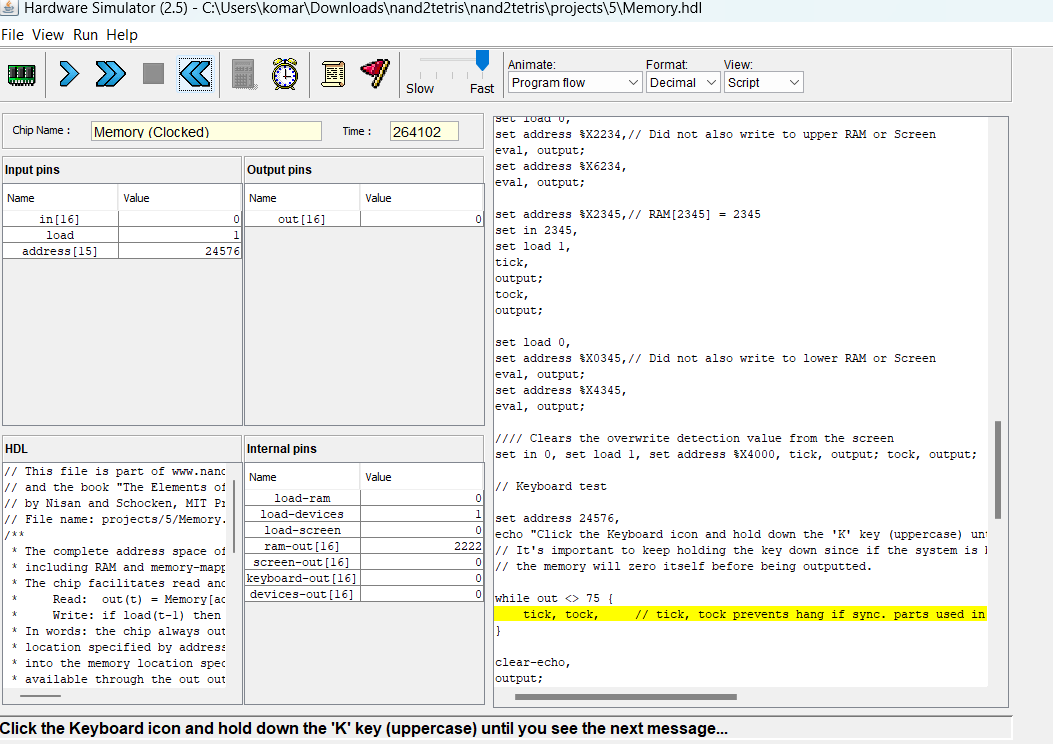 Hardware Simulator (2.5) - C:\Users\komar\Downloads\nand2tetris\nand2tetris\projects\5\Memory.hdl
File View Run Help
Slow Fast
Animate: Format: View:
Program flow Decimal Script
Chip Name : Memory (Clocked) Time : 264102
Input pins
Name Value
in[16] 0
load 1
address[15] 24576
Output pins
Name Value
out[16] 0
HDL
// This file is part of www.nand
// and the book "The Elements of
// by Nisan and Schocken, MIT Pr
// File name: projects/5/Memory.
/**
* The complete address space of
* including RAM and memory-mapp
* The chip facilitates read and
* Read: out(t) = Memory[ad
* Write: if load(t-1) then
* In words: the chip always out
* location specified by address
* into the memory location spec
* available through the out out
Internal pins
Name Value
load-ram 0
load-devices 1
load-screen 0
ram-out[16] 2222
screen-out[16] 0
keyboard-out[16] 0
devices-out[16] 0
set load 0,
set address %X2234,// Did not also write to upper RAM or Screen
eval, output;
set address %X6234,
eval, output;
set address %X2345,// RAM[2345] = 2345
set in 2345,
set load 1,
tick,
output;
tock,
output;
set load 0,
set address %X0345,// Did not also write to lower RAM or Screen
eval, output;
set address %X4345,
eval, output;
//// Clears the overwrite detection value from the screen
set in 0, set load 1, set address %X4000, tick, output; tock, output;
// Keyboard test
set address 24576,
echo "Click the Keyboard icon and hold down the 'K' key (uppercase) unt
// It's important to keep holding the key down since if the system is
// the memory will zero itself before being outputted.
while out <> 75 {
tick, tock, // tick, tock prevents hang if sync. parts used in
}
clear-echo,
output;
Click the Keyboard icon and hold down the 'K' key (uppercase) until you see the next message...